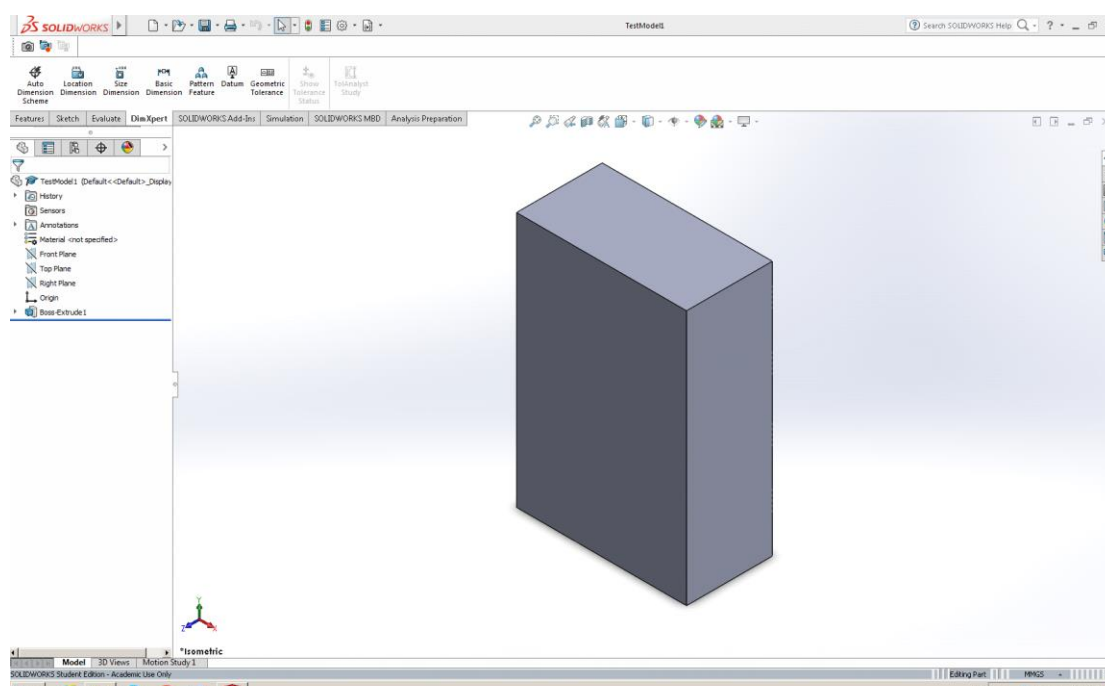 SOLIDWORKS
TestModel1
Search SOLIDWORKS Help
Auto Dimension Scheme
Location Dimension
Size Dimension
Basic Dimension
Pattern Feature
Datum
Geometric Tolerance
Show Tolerance Status
TolAnalyst Study
Features Sketch Evaluate DimXpert SOLIDWORKS Add-Ins Simulation SOLIDWORKS MBD Analysis Preparation
TestModel1 (Default<<Default>_Display
History
Sensors
A Annotations
Material <not specified>
Front Plane
Top Plane
Right Plane
Origin
Boss-Extrude1
Y
Z X
*Isometric
Model 3D Views Motion Study 1
SOLIDWORKS Student Edition - Academic Use Only Editing Part MMGS